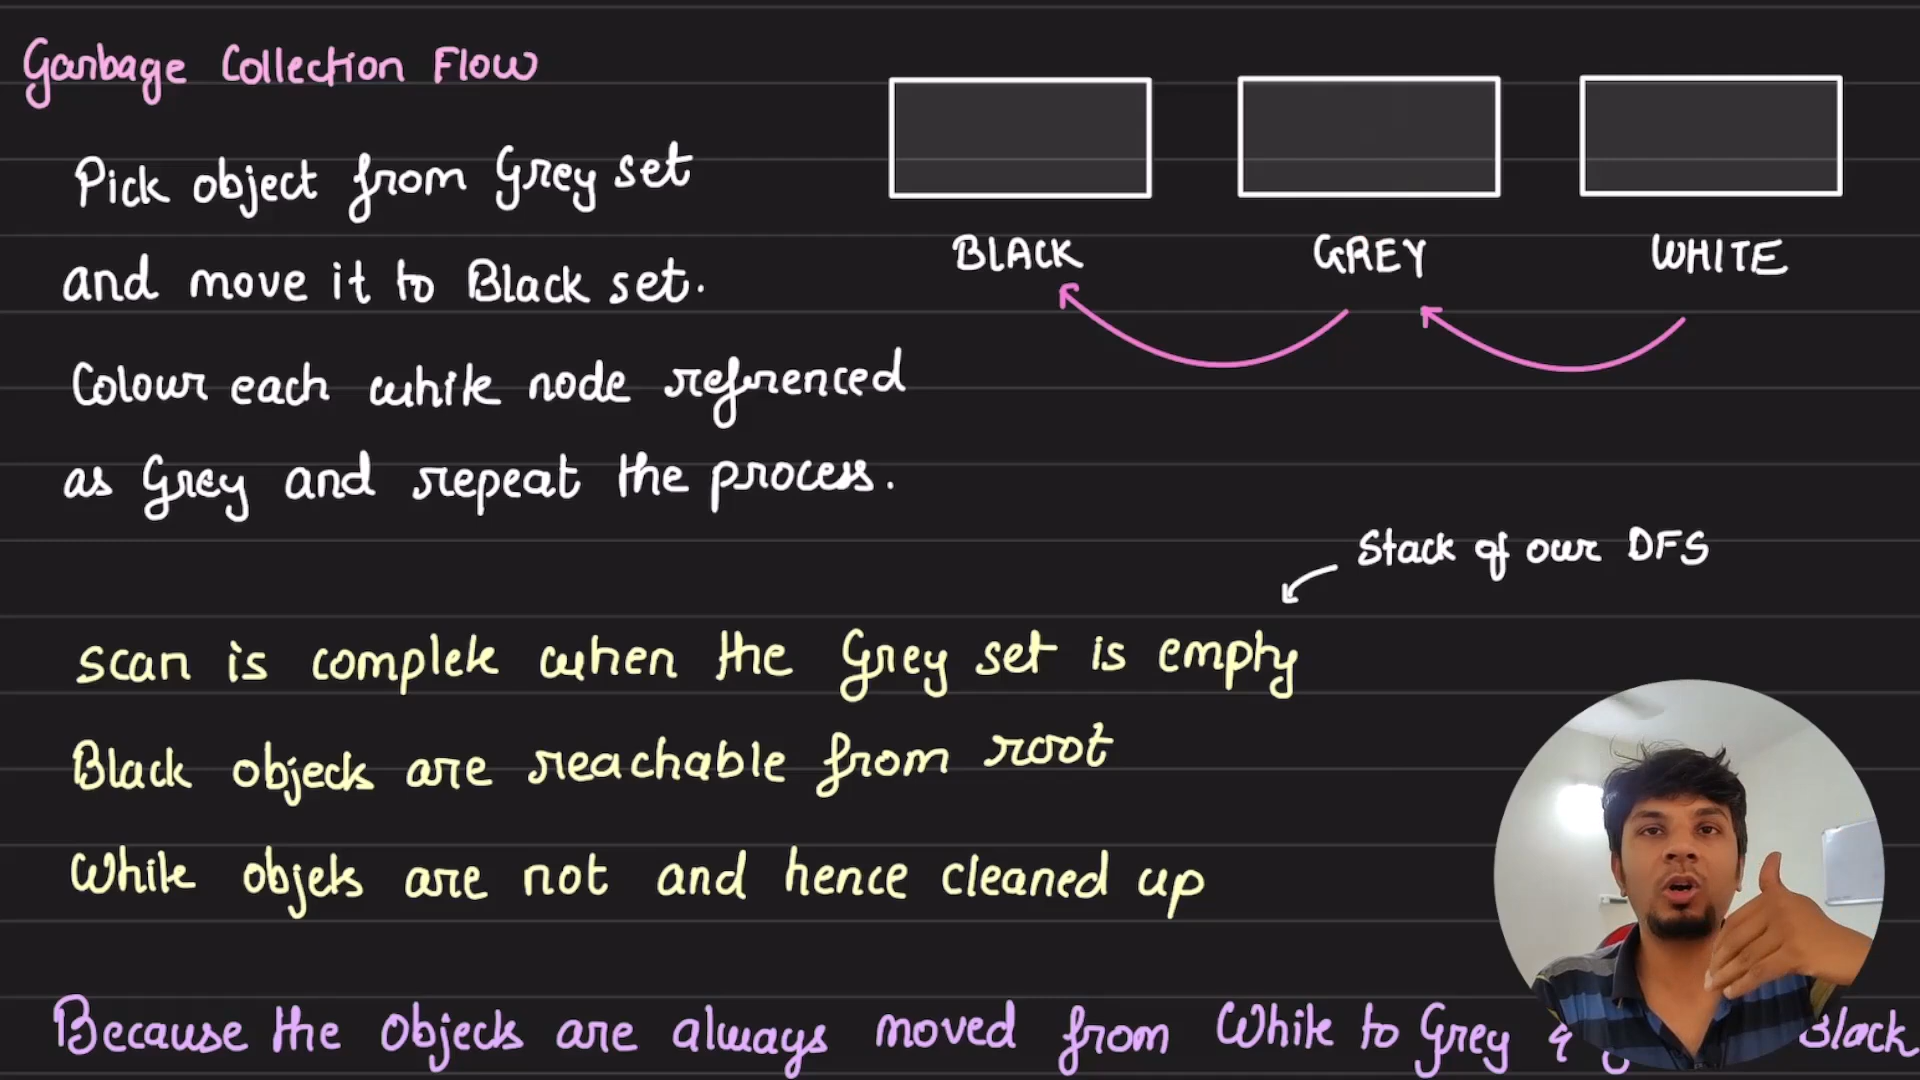 Garbage Collection Flow
Pick object from Grey set
and move it to Black set.
Colour each white node referenced
as Grey and repeat the process.
BLACK GREY WHITE
Stack of our DFS
scan is complete when the Grey set is empty
Black objects are reachable from root
White objets are not and hence cleaned up
Because the objects are always moved from White to Grey & Black